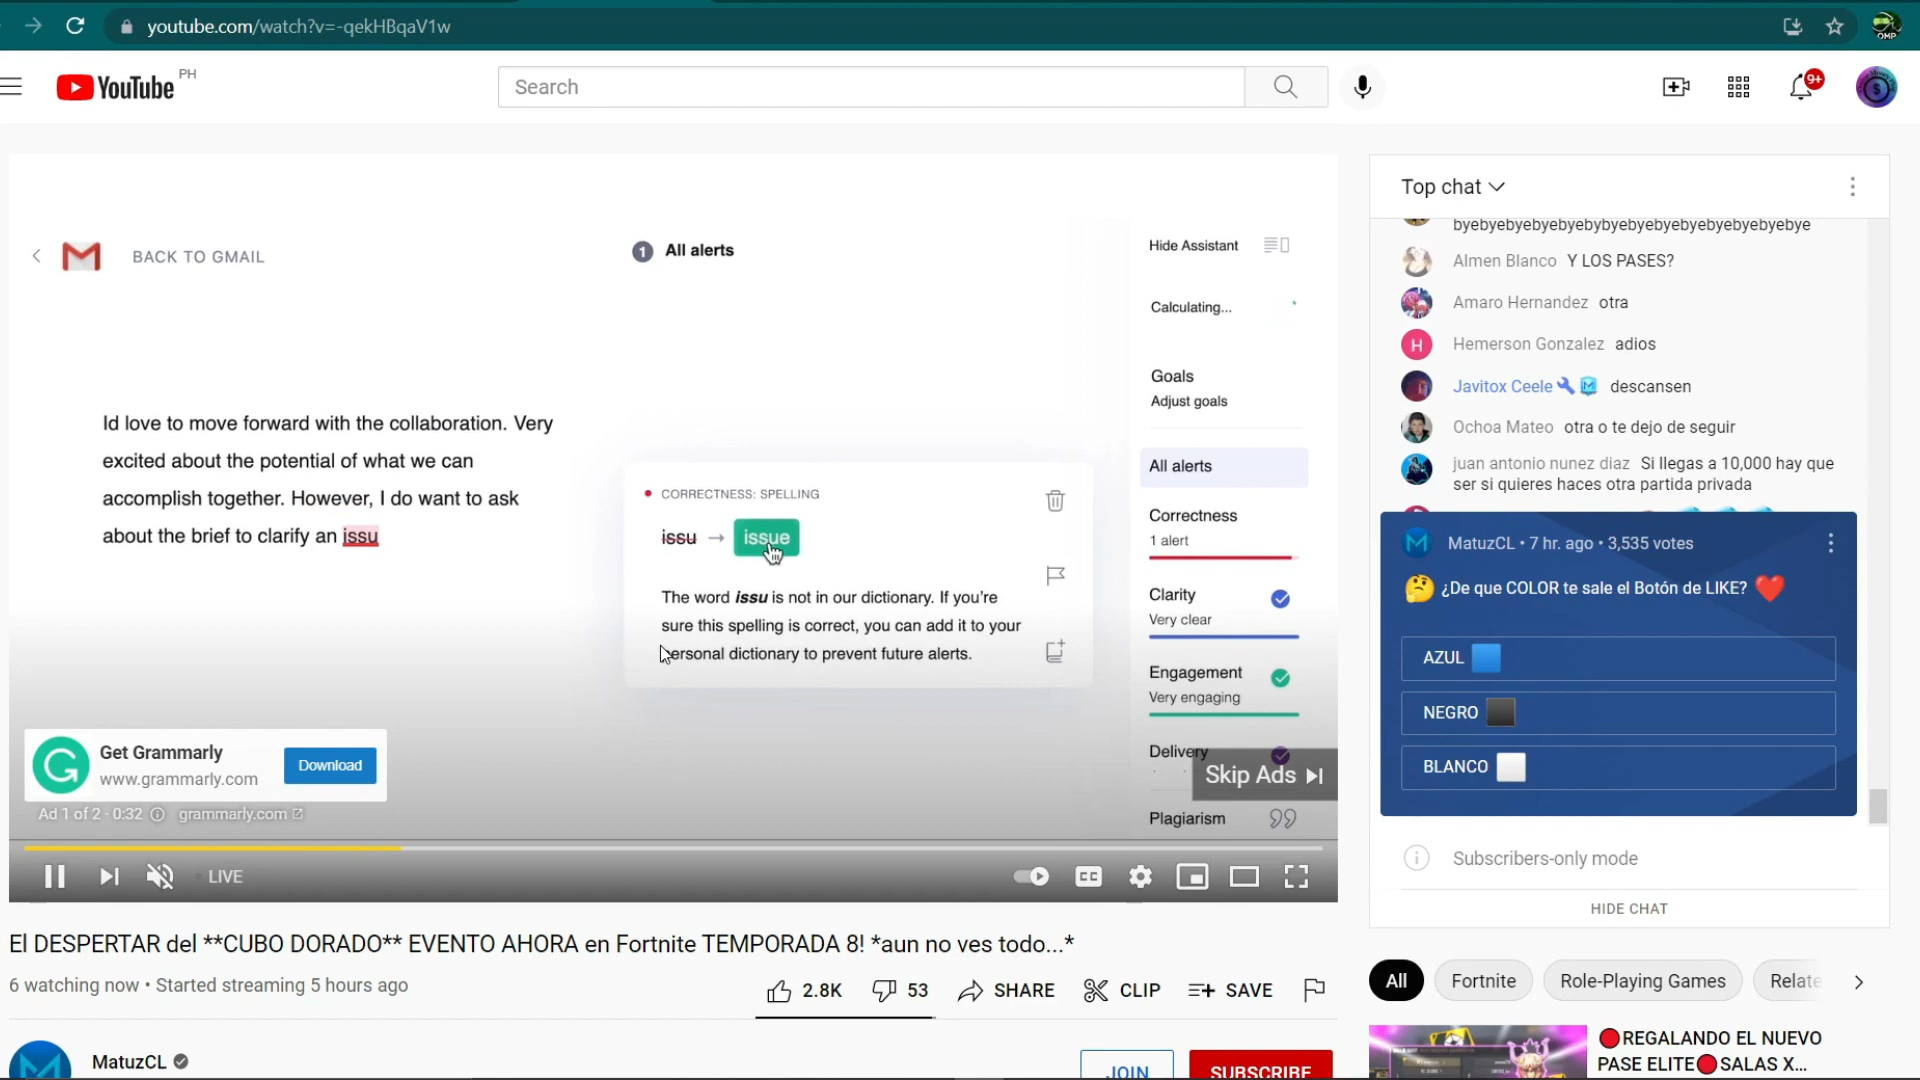 youtube.com/watch?v=-qekHBqaV1w
OMP
YouTube PH
Search
9+
BACK TO GMAIL
1 All alerts
Hide Assistant
Calculating...
Goals
Adjust goals
All alerts
Correctness
1 alert
Clarity
Very clear
Engagement
Very engaging
Delivery
Plagiarism
Id love to move forward with the collaboration. Very
excited about the potential of what we can
accomplish together. However, I do want to ask
about the brief to clarify an issu
CORRECTNESS: SPELLING
issu → issue
The word issu is not in our dictionary. If you're
sure this spelling is correct, you can add it to your
personal dictionary to prevent future alerts.
Get Grammarly
www.grammarly.com
Download
Skip Ads
Ad 1 of 2 · 0:32 grammarly.com
LIVE
CC
El DESPERTAR del **CUBO DORADO** EVENTO AHORA en Fortnite TEMPORADA 8! *aun no ves todo...*
6 watching now • Started streaming 5 hours ago
2.8K 53 SHARE CLIP SAVE
MatuzCL
JOIN SUBSCRIBE
Top chat
byebyebyebyebybyebyebyebyebyebyebye
Almen Blanco Y LOS PASES?
Amaro Hernandez otra
H Hemerson Gonzalez adios
Javitox Ceele descansen
Ochoa Mateo otra o te dejo de seguir
juan antonio nunez diaz Si llegas a 10,000 hay que
ser si quieres haces otra partida privada
MatuzCL • 7 hr. ago • 3,535 votes
🤔 ¿De que COLOR te sale el Botón de LIKE? ❤️
AZUL 🟦
NEGRO ⬛
BLANCO ⬜
Subscribers-only mode
HIDE CHAT
All Fortnite Role-Playing Games Relate
🔴REGALANDO EL NUEVO
PASE ELITE🔴SALAS X...